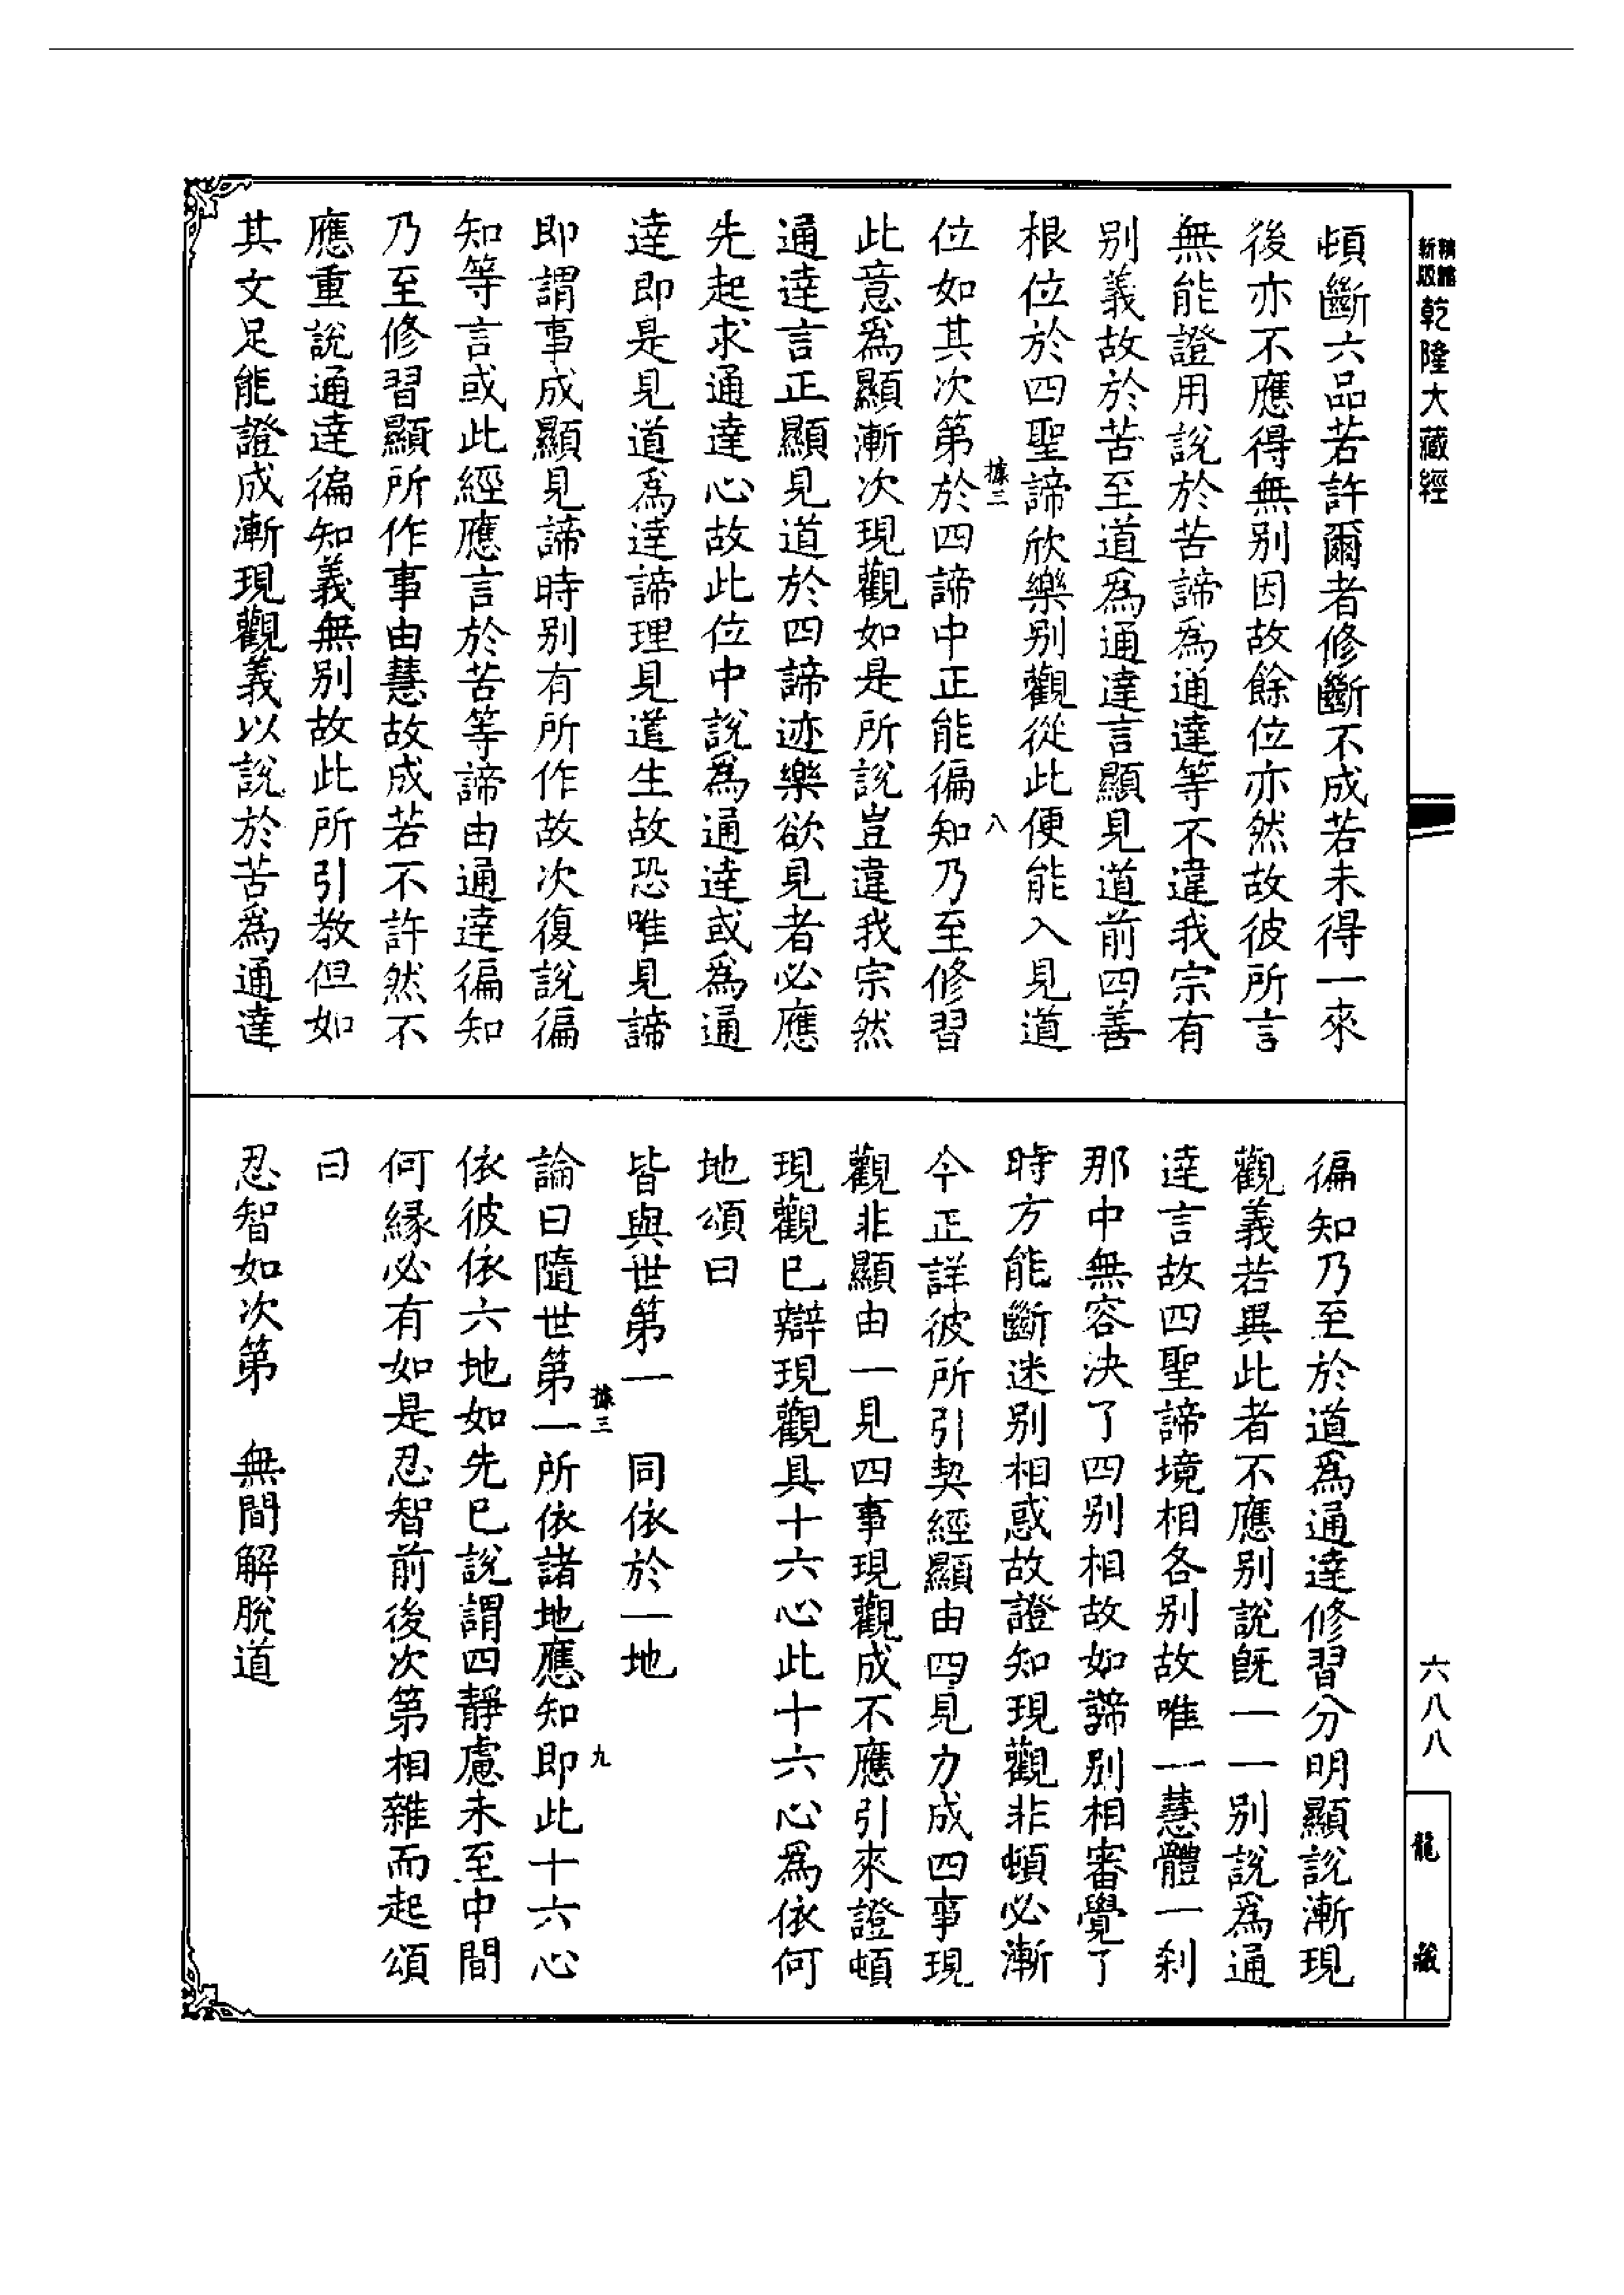 精縮
新版
乾隆大藏經
頓斷六品若許爾者修斷不成若未得一來
後亦不應得無別因故餘位亦然故彼所言
無能證用說於苦諦爲通達等不違我宗有
別義故於苦至道爲通達言顯見道前四善
根位於四聖諦欣樂別觀從此便能入見道
據三 八
位如其次第於四諦中正能徧知乃至修習
此意爲顯漸次現觀如是所說豈違我宗然
通達言正顯見道於四諦迹樂欲見者必應
先起求通達心故此位中說爲通達或爲通
達即是見道爲達諦理見道生故恐唯見諦
即謂事成顯見諦時別有所作故次復說徧
知等言或此經應言於苦等諦由通達徧知
乃至修習顯所作事由慧故成若不許然不
應重說通達徧知義無別故此所引教但如
其文足能證成漸現觀義以說於苦爲通達
徧知乃至於道爲通達修習分明顯說漸現
觀義若異此者不應別說旣一一別說爲通
達言故四聖諦境相各別故唯一慧體一刹
那中無容決了四別相故如諦別相審覺了
時方能斷迷別相惑故證知現觀非頓必漸
今正詳彼所引契經顯由四見力成四事現
觀非顯由一見四事現觀成不應引來證頓
現觀已辯現觀具十六心此十六心爲依何
地頌曰
皆與世第一　同依於一地
據三 九
論曰隨世第一所依諸地應知即此十六心
依彼依六地如先已說謂四靜慮未至中間
何緣必有如是忍智前後次第相雜而起頌
曰
忍智如次第　無間解脫道
六八八
龍藏